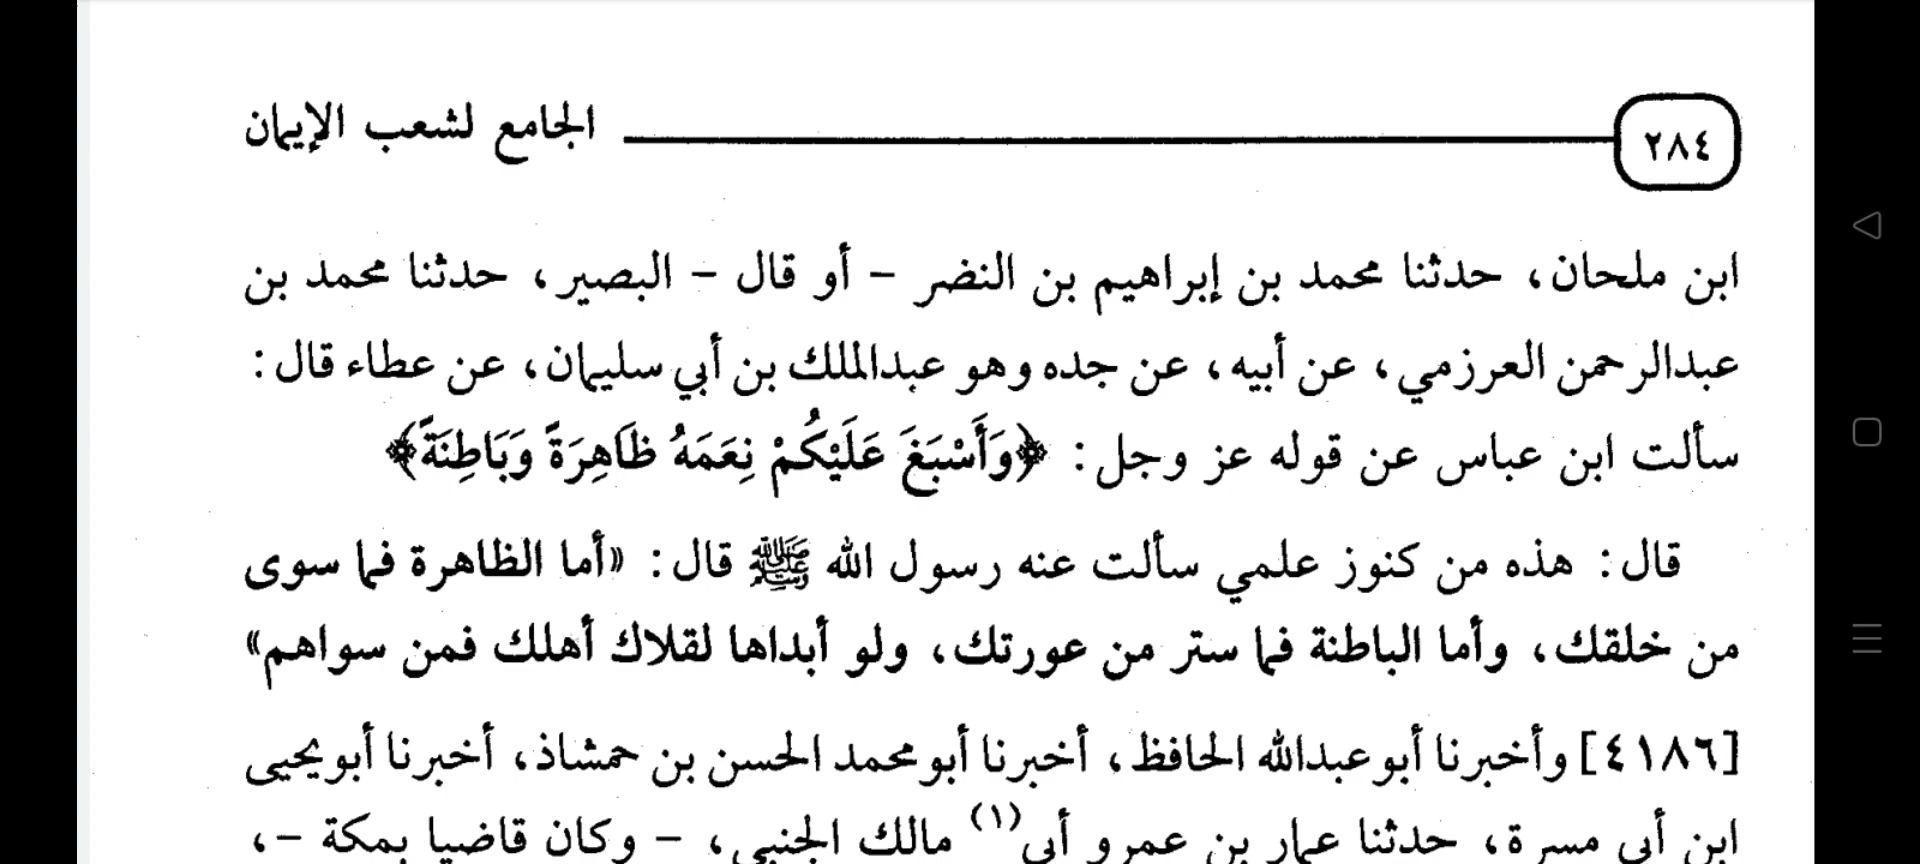 ٢٨٤ الجامع لشعب الإيمان
ابن ملحان، حدثنا محمد بن إبراهيم بن النضر - أو قال - البصير، حدثنا محمد بن
عبدالرحمن العرزمي، عن أبيه، عن جده وهو عبدالملك بن أبي سليمان، عن عطاء قال:
سألت ابن عباس عن قوله عز وجل: ﴿وَأَسْبَغَ عَلَيْكُمْ نِعَمَهُ ظَاهِرَةً وَبَاطِنَةً﴾
قال: هذه من كنوز علمي سألت عنه رسول الله ﷺ قال: «أما الظاهرة فما سوى
من خلقك، وأما الباطنة فما ستر من عورتك، ولو أبداها لقلاك أهلك فمن سواهم»
[٤١٨٦] وأخبرنا أبوعبدالله الحافظ، أخبرنا أبومحمد الحسن بن حمشاذ، أخبرنا أبويحيى
ابن أبي مسرة، حدثنا عمار بن عمرو أبي(١) مالك الجنبي، - وكان قاضيا بمكة -،